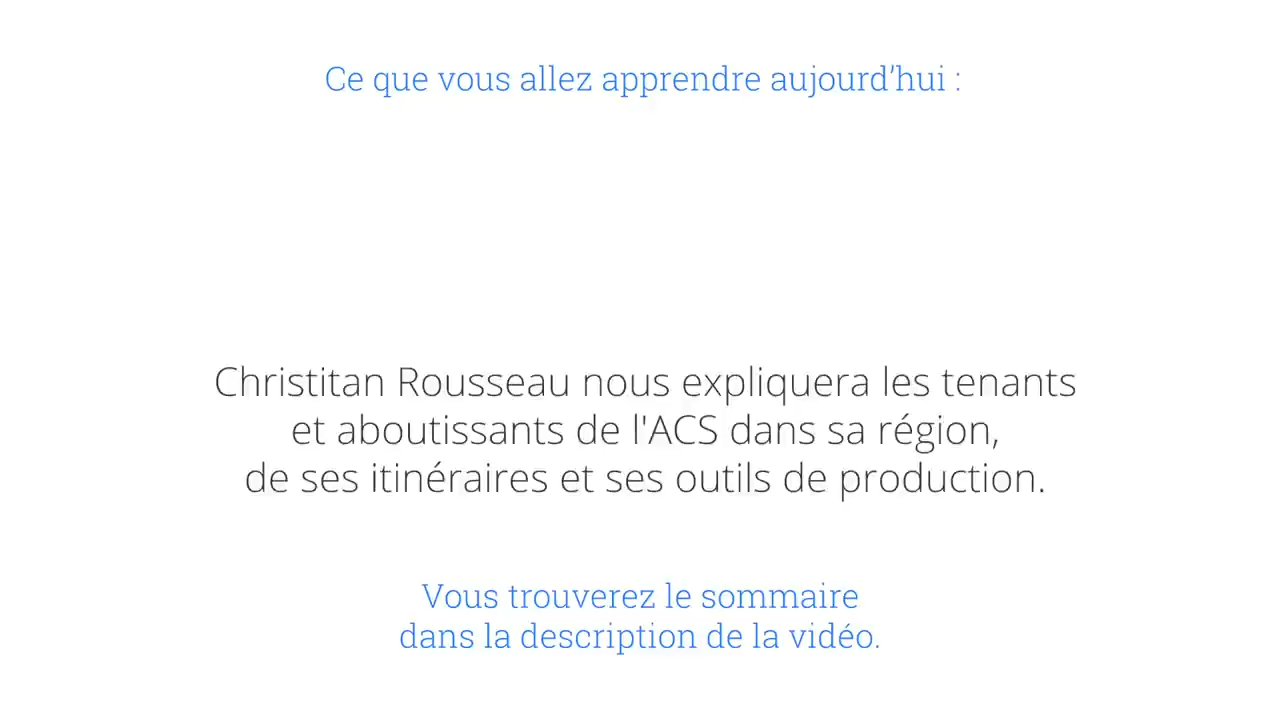 Ce que vous allez apprendre aujourd’hui :
Christitan Rousseau nous expliquera les tenants
et aboutissants de l'ACS dans sa région,
de ses itinéraires et ses outils de production.
Vous trouverez le sommaire
dans la description de la vidéo.